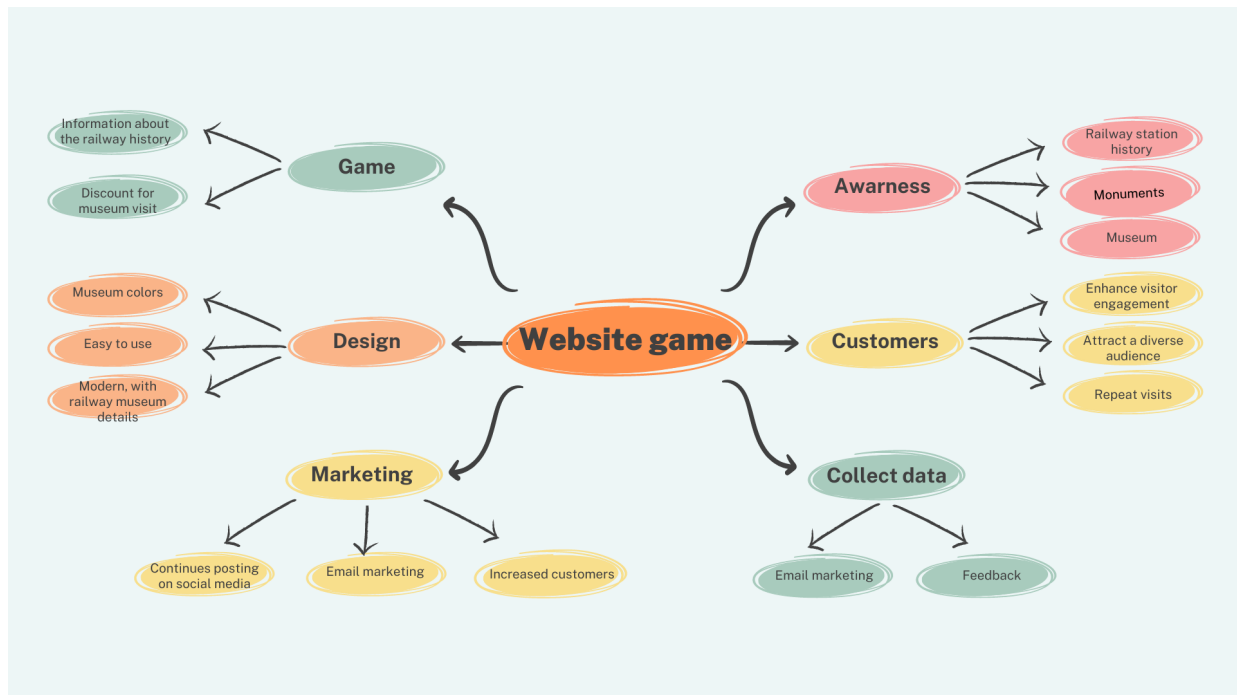 Information about
the railway history
Discount for
museum visit
Game
Awarness
Railway station
history
Monuments
Museum
Museum colors
Easy to use
Modern, with
railway museum
details
Design
Website game
Customers
Enhance visitor
engagement
Attract a diverse
audience
Repeat visits
Marketing
Continues posting
on social media
Email marketing
Increased customers
Collect data
Email marketing
Feedback